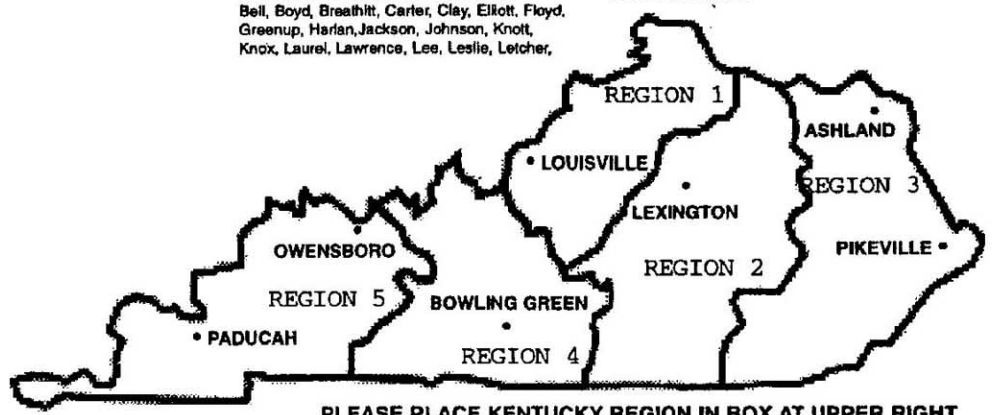 Bell, Boyd, Breathitt, Carter, Clay, Elliott, Floyd,
Greenup, Harlan, Jackson, Johnson, Knott,
Knox, Laurel, Lawrence, Lee, Leslie, Letcher,
REGION 1
ASHLAND
LOUISVILLE
REGION 3
LEXINGTON
OWENSBORO
PIKEVILLE
REGION 2
REGION 5
BOWLING GREEN
PADUCAH
REGION 4
PLEASE PLACE KENTUCKY REGION IN BOX AT UPPER RIGHT